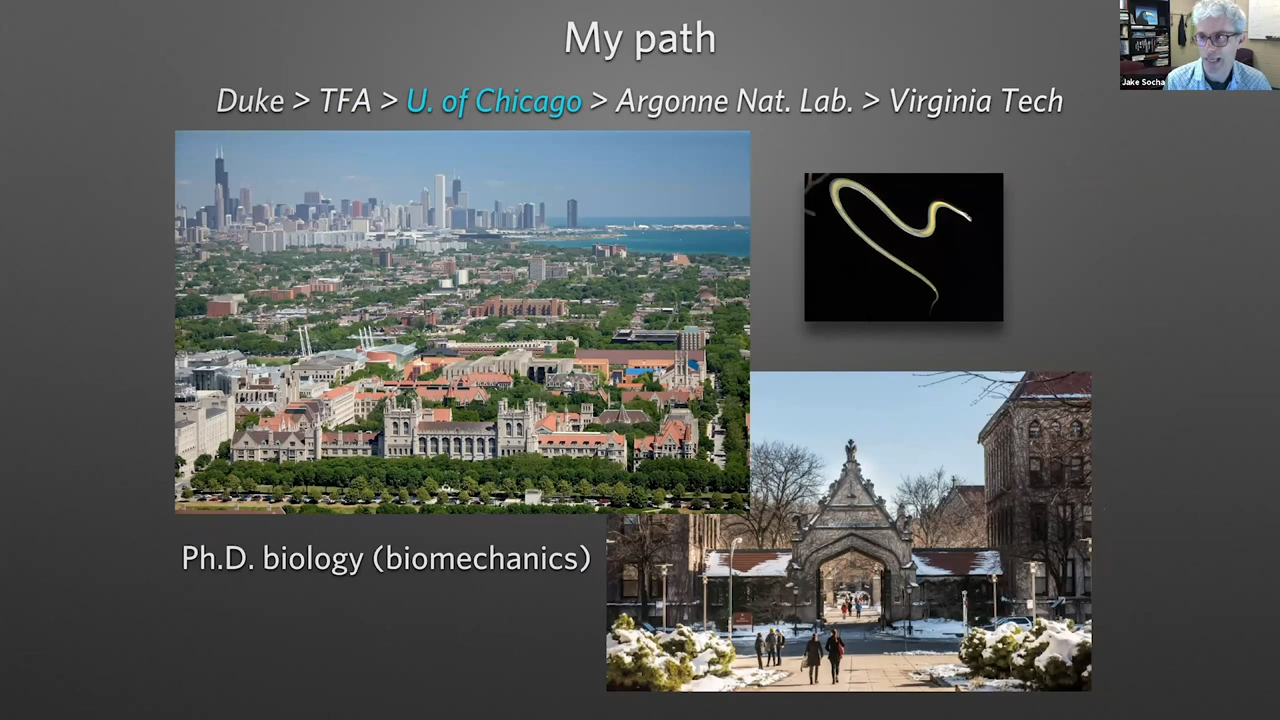 My path
Duke > TFA > U. of Chicago > Argonne Nat. Lab. > Virginia Tech
Jake Socha
Ph.D. biology (biomechanics)